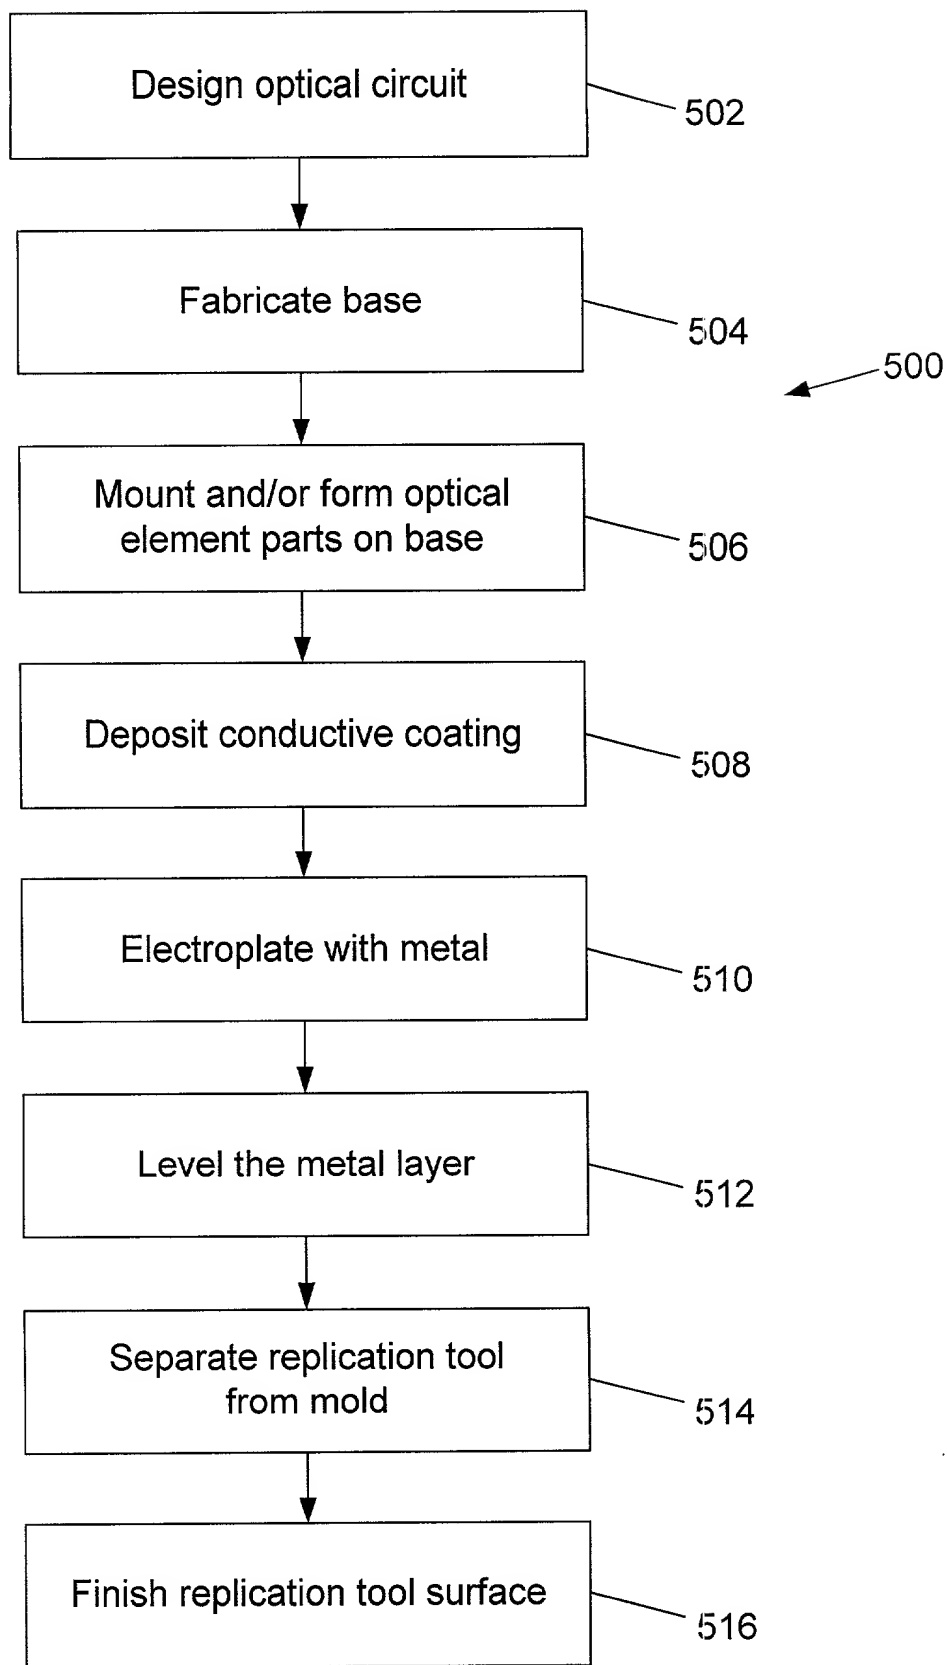 Design optical circuit
502
Fabricate base
504
500
Mount and/or form optical
element parts on base
506
Deposit conductive coating
508
Electroplate with metal
510
Level the metal layer
512
Separate replication tool
from mold
514
Finish replication tool surface
516